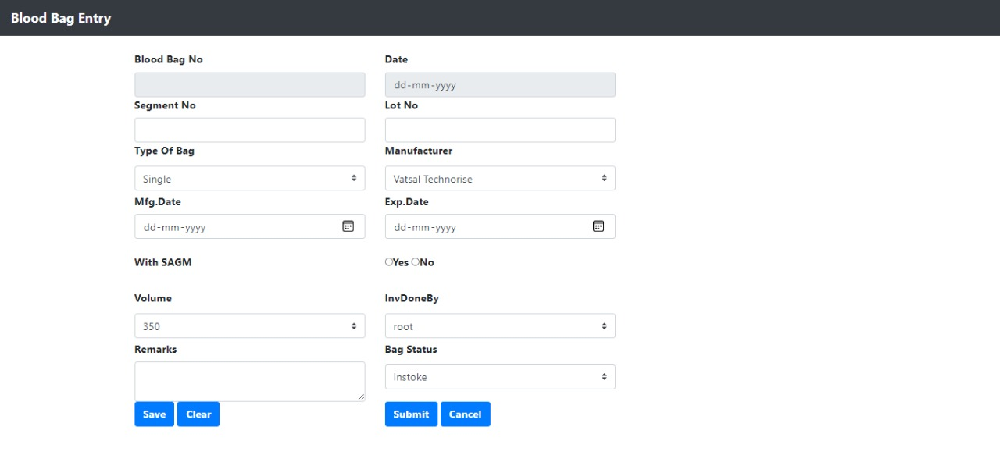 Blood Bag Entry
Blood Bag No Date
dd-mm-yyyy
Segment No Lot No
Type Of Bag Manufacturer
Single Vatsal Technorise
Mfg.Date Exp.Date
dd-mm-yyyy dd-mm-yyyy
With SAGM Yes No
Volume InvDoneBy
350 root
Remarks Bag Status
Instoke
Save Clear Submit Cancel